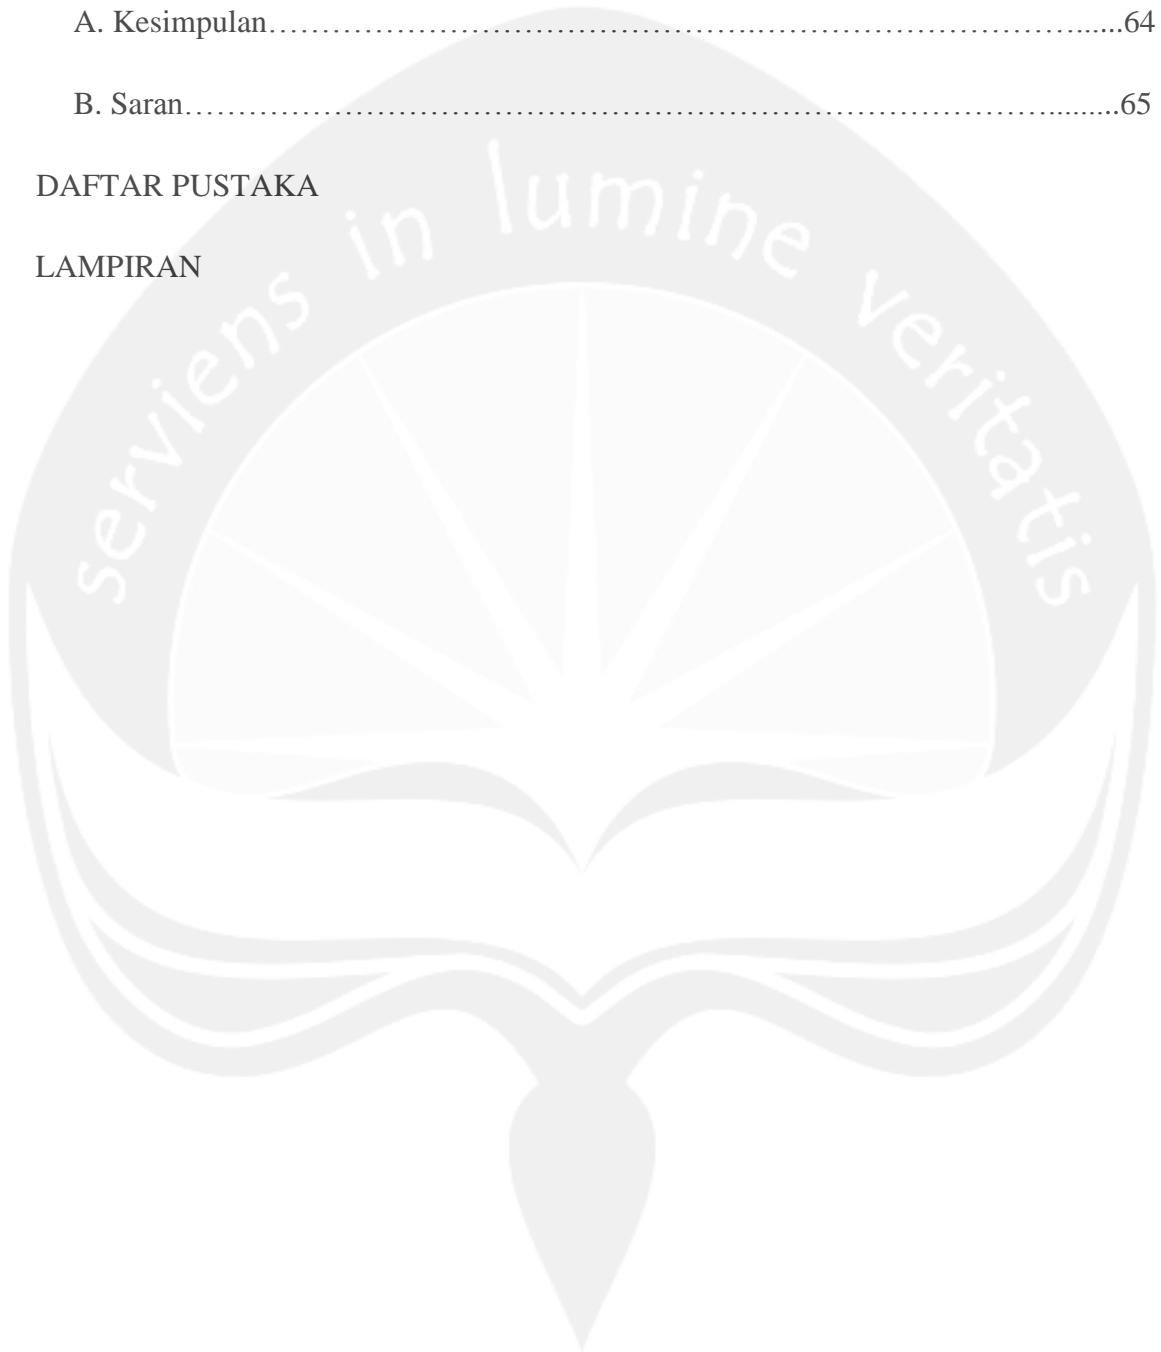 A. Kesimpulan……………………………………….…………………………......64
B. Saran………………………………………………………………………........65
DAFTAR PUSTAKA
LAMPIRAN
serviens in lumine veritatis